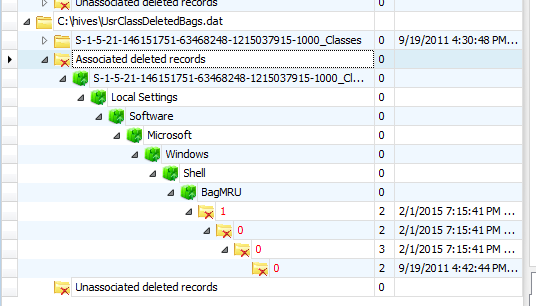 Unassociated deleted records 0
C:\hives\UsrClassDeletedBags.dat
S-1-5-21-146151751-63468248-1215037915-1000_Classes 0 9/19/2011 4:30:48 PM ...
Associated deleted records 0
S-1-5-21-146151751-63468248-1215037915-1000_Cl... 0
Local Settings 0
Software 0
Microsoft 0
Windows 0
Shell 0
BagMRU 0
1 2 2/1/2015 7:15:41 PM ...
0 2 2/1/2015 7:15:41 PM ...
0 3 2/1/2015 7:15:41 PM ...
0 2 9/19/2011 4:42:44 PM ...
Unassociated deleted records 0